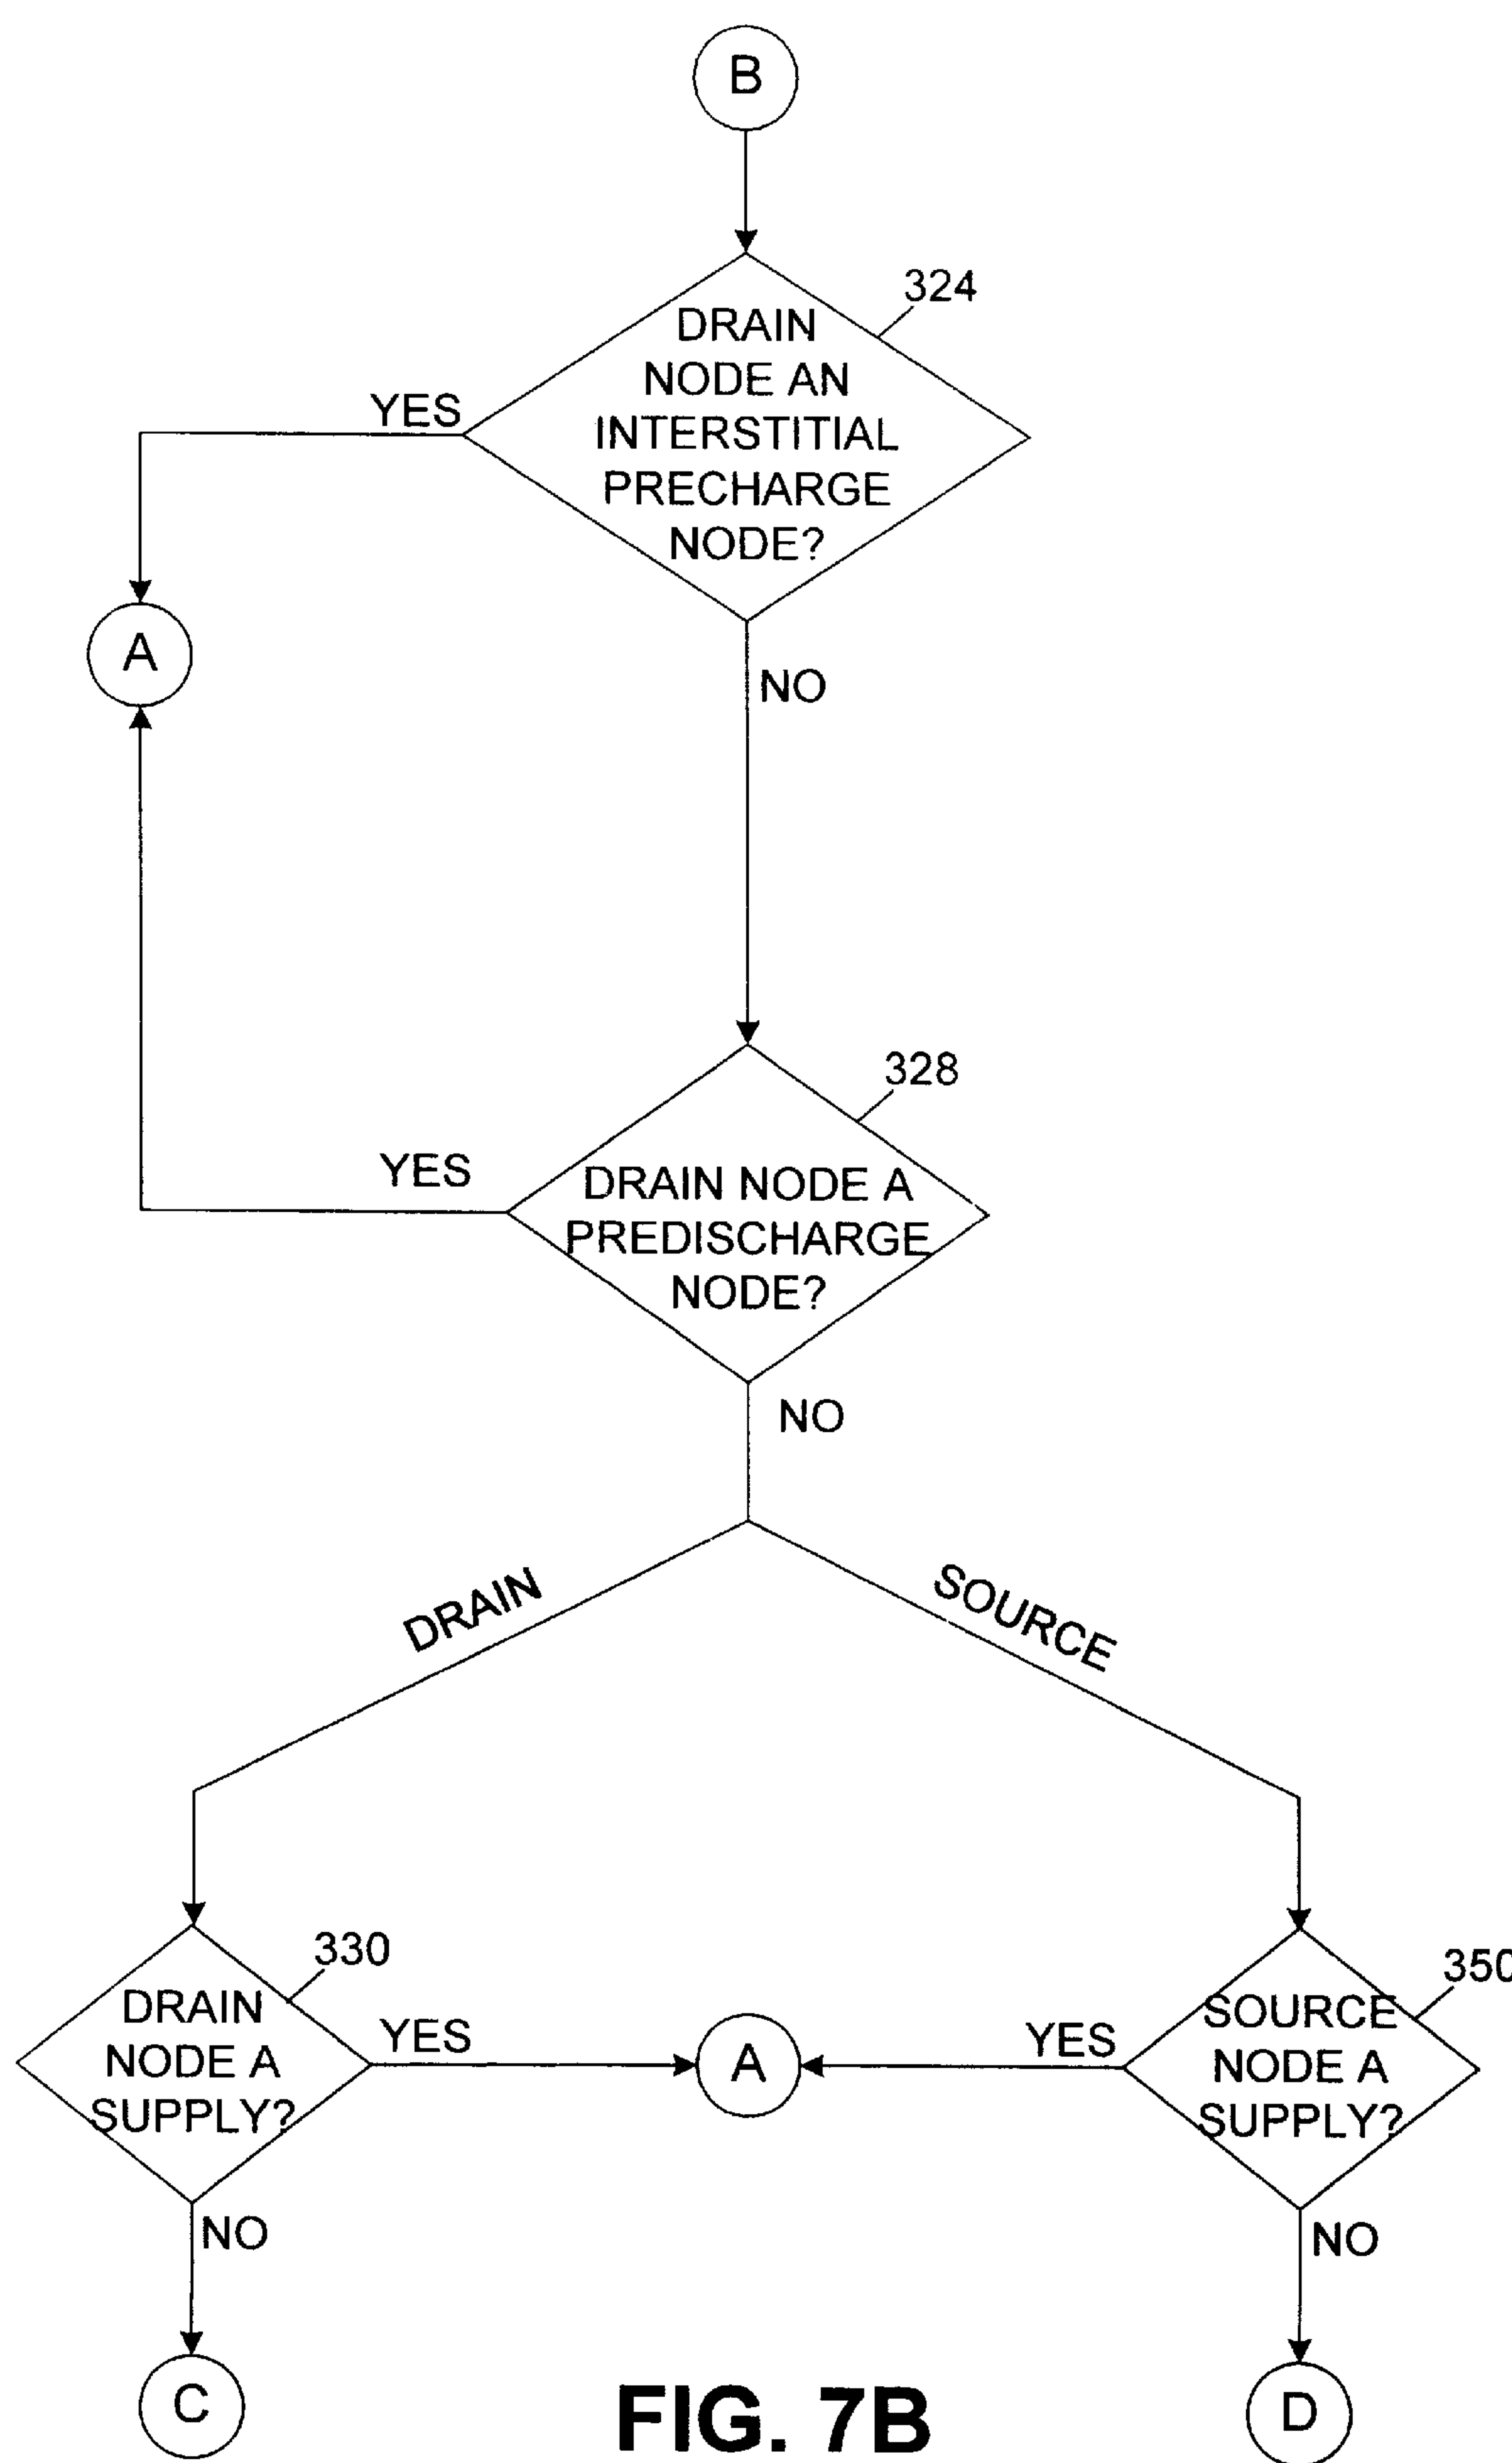 B
324
DRAIN
NODE AN
INTERSTITIAL
PRECHARGE
NODE?
YES
A
NO
328
YES
DRAIN NODE A
PREDISCHARGE
NODE?
NO
DRAIN
SOURCE
330
DRAIN
NODE A
SUPPLY?
YES
A
YES
350
SOURCE
NODE A
SUPPLY?
NO
NO
C
D
FIG. 7B